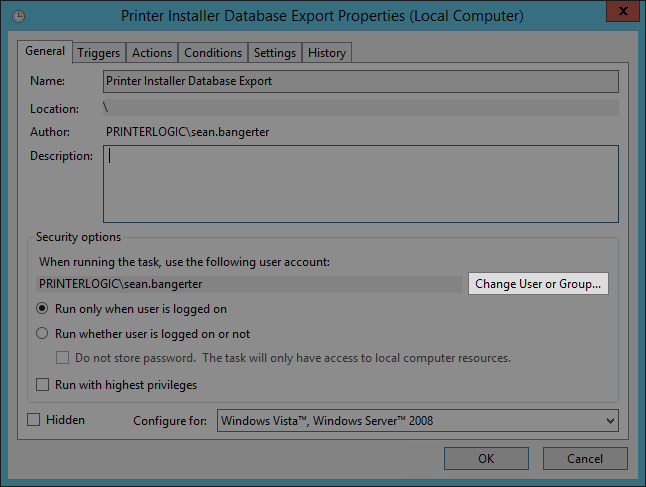 Printer Installer Database Export Properties (Local Computer)
x
General Triggers Actions Conditions Settings History
Name: Printer Installer Database Export
Location: \
Author: PRINTERLOGIC\sean.bangerter
Description:
Security options
When running the task, use the following user account:
PRINTERLOGIC\sean.bangerter Change User or Group...
Run only when user is logged on
Run whether user is logged on or not
Do not store password. The task will only have access to local computer resources.
Run with highest privileges
Hidden Configure for: Windows Vista™, Windows Server™ 2008
OK Cancel